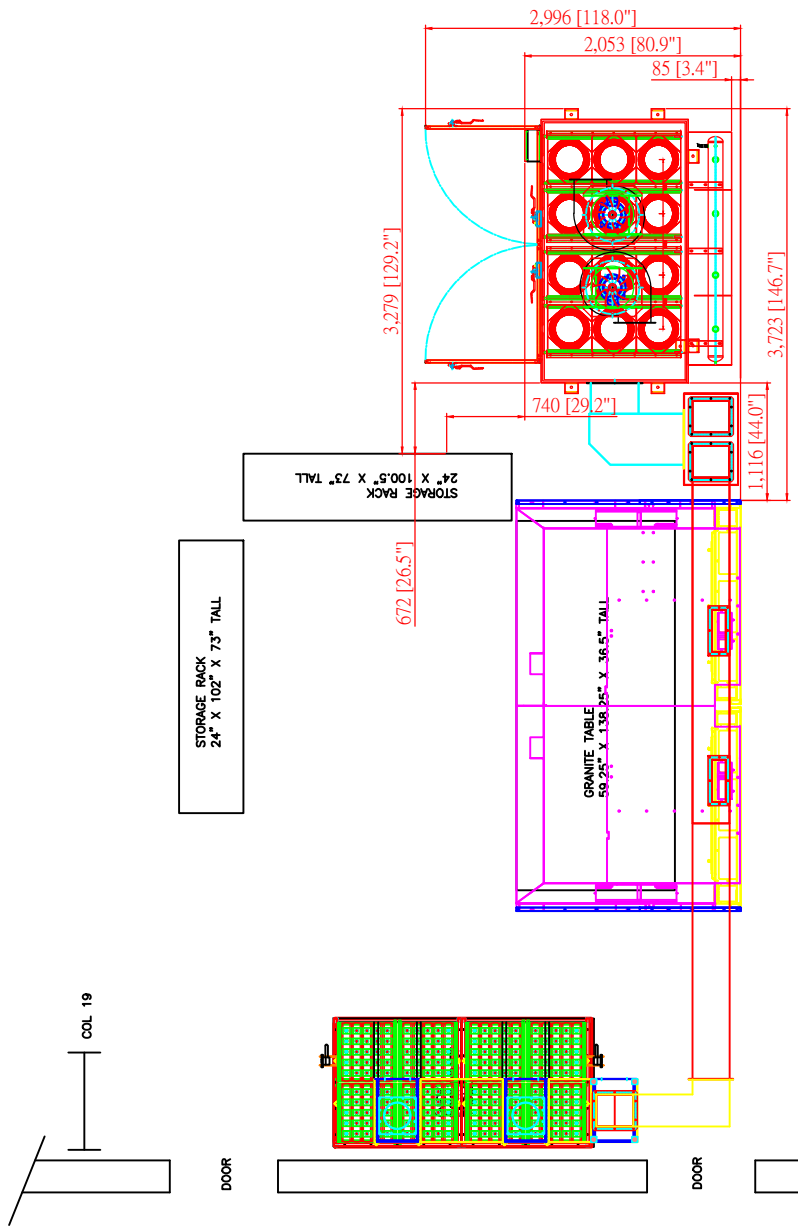 2,996 [118.0"]
2,053 [80.9"]
85 [3.4"]
3,279 [129.2"]
3,723 [146.7"]
740 [29.2"]
1,116 [44.0"]
672 [26.5"]
STORAGE RACK
24" X 100.5" X 73" TALL
STORAGE RACK
24" X 102" X 73" TALL
GRANITE TABLE
59.25" X 138.25" X 36.5" TALL
COL 19
DOOR
DOOR